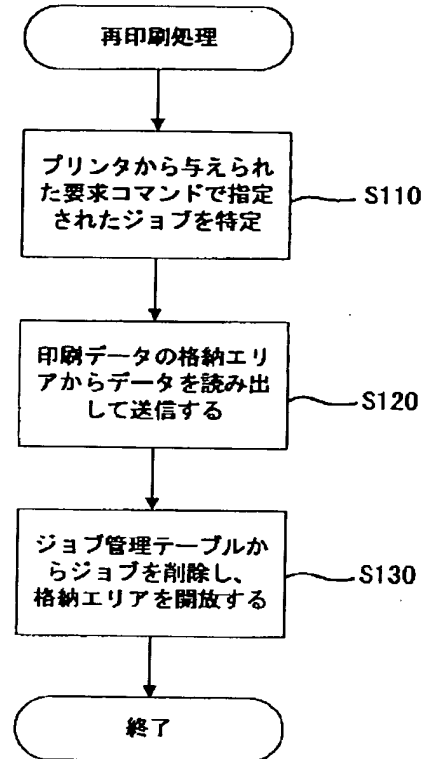 再印刷処理
プリンタから与えられ
た要求コマンドで指定
されたジョブを特定
S110
印刷データの格納エリ
アからデータを読み出
して送信する
S120
ジョブ管理テーブルか
らジョブを削除し、
格納エリアを開放する
S130
終了